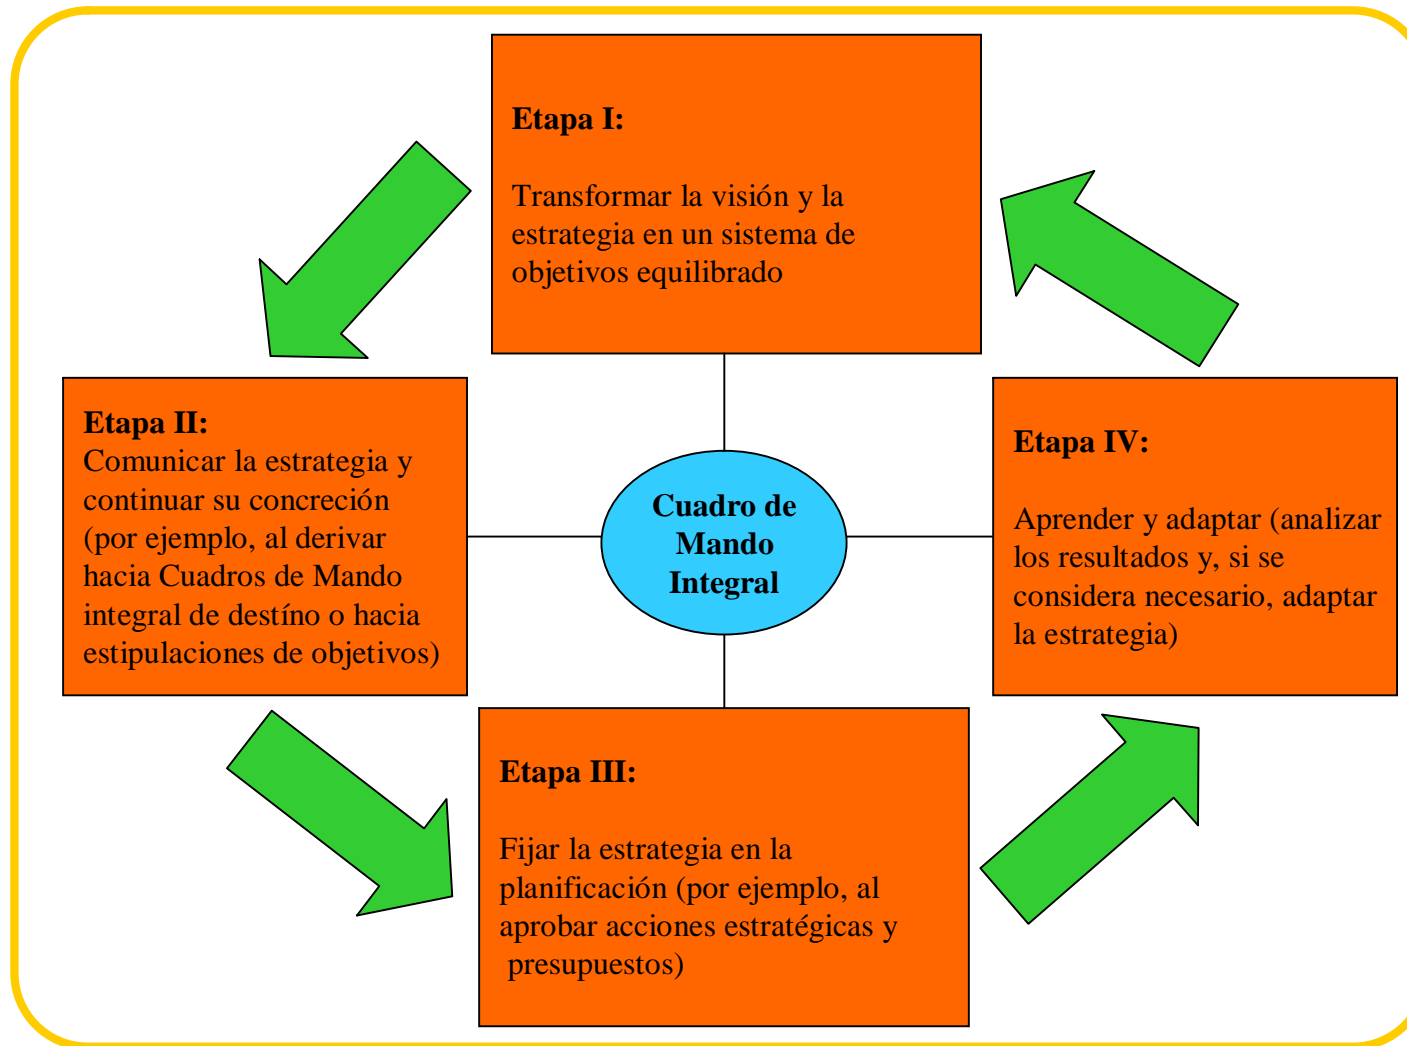 Etapa I:
Transformar la visión y la
estrategia en un sistema de
objetivos equilibrado
Etapa II:
Comunicar la estrategia y
continuar su concreción
(por ejemplo, al derivar
hacia Cuadros de Mando
integral de destíno o hacia
estipulaciones de objetivos)
Cuadro de
Mando
Integral
Etapa IV:
Aprender y adaptar (analizar
los resultados y, si se
considera necesario, adaptar
la estrategia)
Etapa III:
Fijar la estrategia en la
planificación (por ejemplo, al
aprobar acciones estratégicas y
presupuestos)